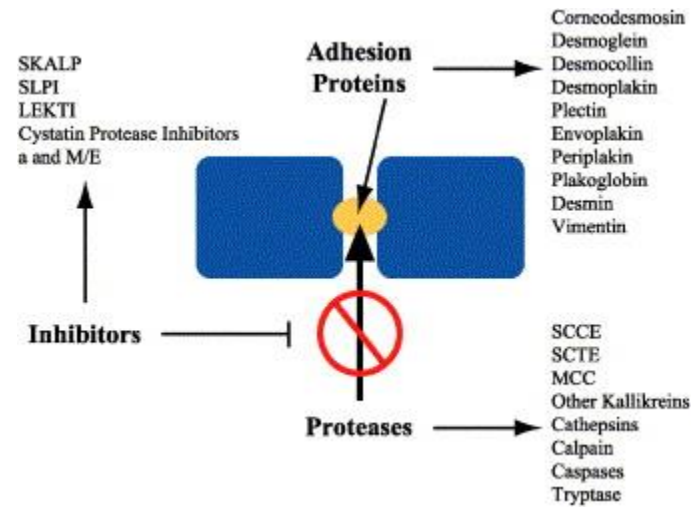 Corneodesmosin
Desmoglein
Desmocollin
Desmoplakin
Plectin
Envoplakin
Periplakin
Plakoglobin
Desmin
Vimentin
Adhesion
Proteins
SKALP
SLPI
LEKTI
Cystatin Protease Inhibitors
a and M/E
Inhibitors
Proteases
SCCE
SCTE
MCC
Other Kallikreins
Cathepsins
Calpain
Caspases
Tryptase